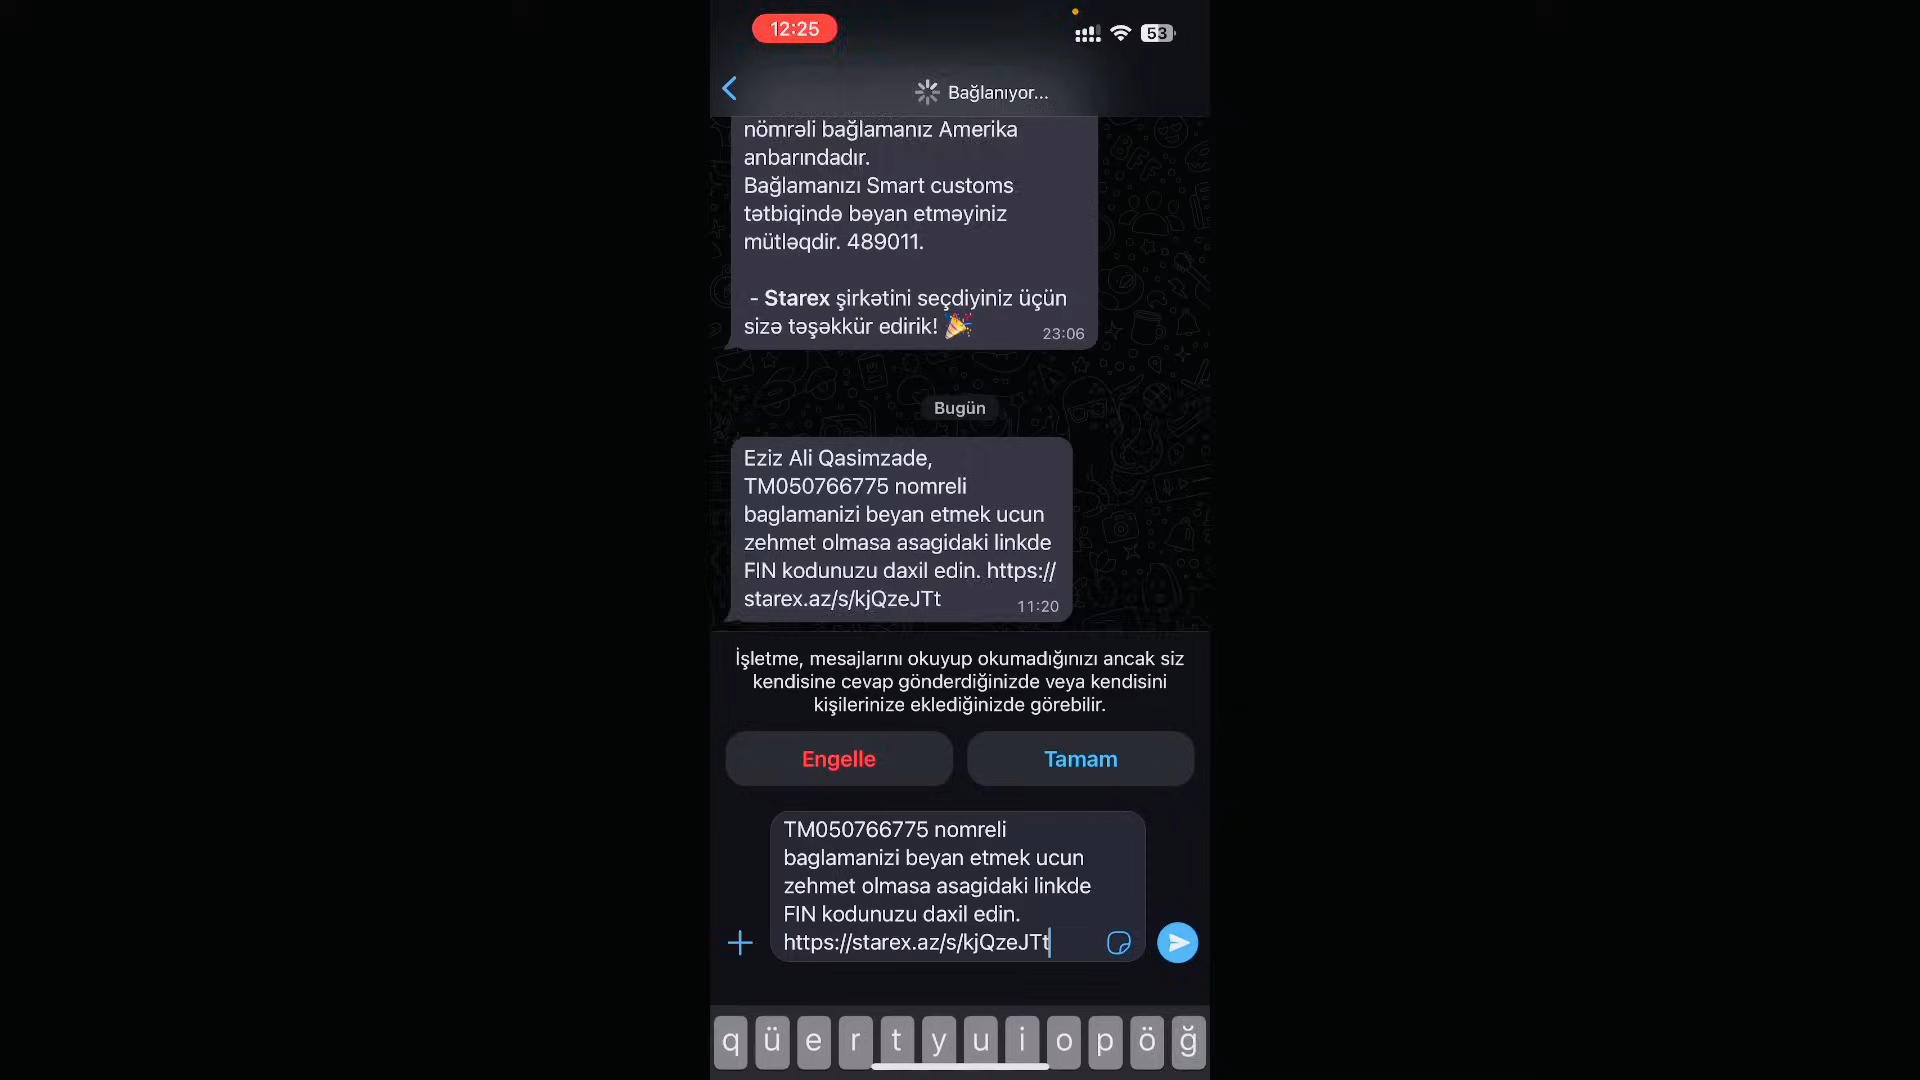 12:25
53
Bağlanıyor...
nömrəli bağlamanız Amerika
anbarındadır.
Bağlamanızı Smart customs
tətbiqində bəyan etməyiniz
mütləqdir. 489011.
- Starex şirkətini seçdiyiniz üçün
sizə təşəkkür edirik! 🎉
23:06
Bugün
Eziz Ali Qasimzade,
TM050766775 nomreli
baglamanizi beyan etmek ucun
zehmet olmasa asagidaki linkde
FIN kodunuzu daxil edin. https://
starex.az/s/kjQzeJTt
11:20
İşletme, mesajlarını okuyup okumadığınızı ancak siz
kendisine cevap gönderdiğinizde veya kendisini
kişilerinize eklediğinizde görebilir.
Engelle
Tamam
TM050766775 nomreli
baglamanizi beyan etmek ucun
zehmet olmasa asagidaki linkde
FIN kodunuzu daxil edin.
https://starex.az/s/kjQzeJTt
q ü e r t y u i o p ö ğ